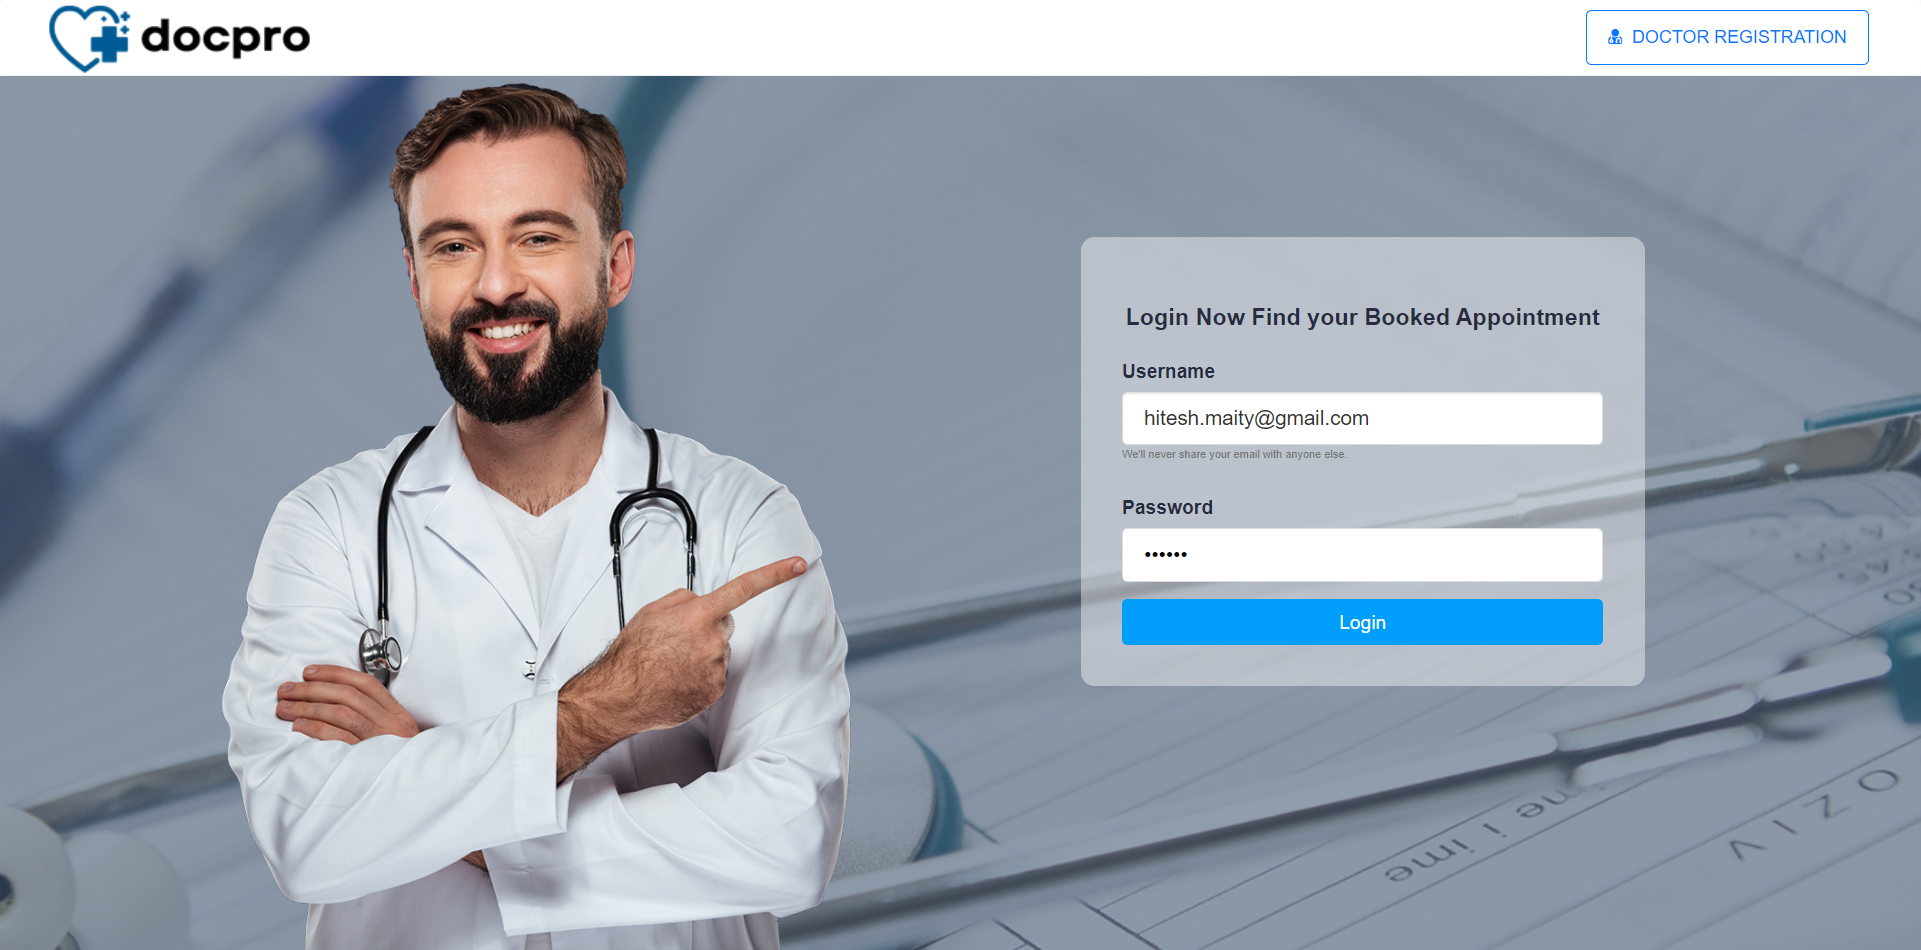 docpro
DOCTOR REGISTRATION
Login Now Find your Booked Appointment
Username
hitesh.maity@gmail.com
We'll never share your email with anyone else.
Password
••••••
Login